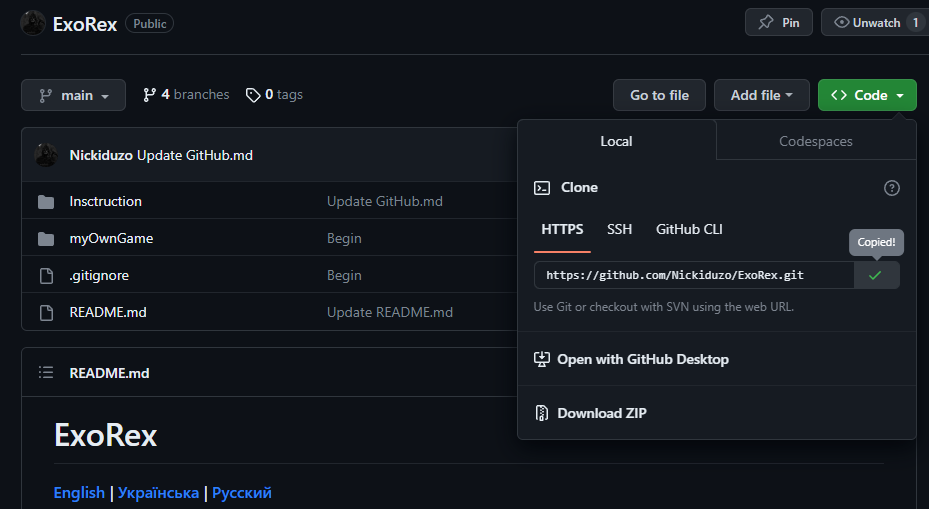 ExoRex Public Pin Unwatch 1
main 4 branches 0 tags Go to file Add file Code
Nickiduzo Update GitHub.md
Insctruction Update GitHub.md
myOwnGame Begin
.gitignore Begin
README.md Update README.md
Local Codespaces
Clone
HTTPS SSH GitHub CLI
Copied!
https://github.com/Nickiduzo/ExoRex.git
Use Git or checkout with SVN using the web URL.
Open with GitHub Desktop
Download ZIP
README.md
ExoRex
English | Українська | Русский